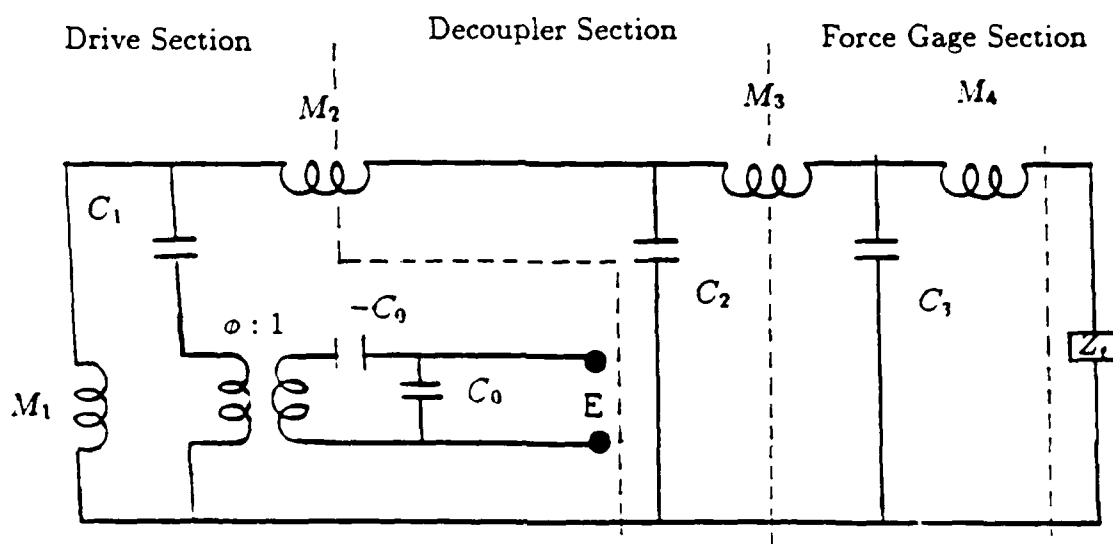 Drive Section
Decoupler Section
Force Gage Section
M₂
M₃
M₄
C₁
C₂
C₃
−C₀
φ : 1
C₀
E
M₁